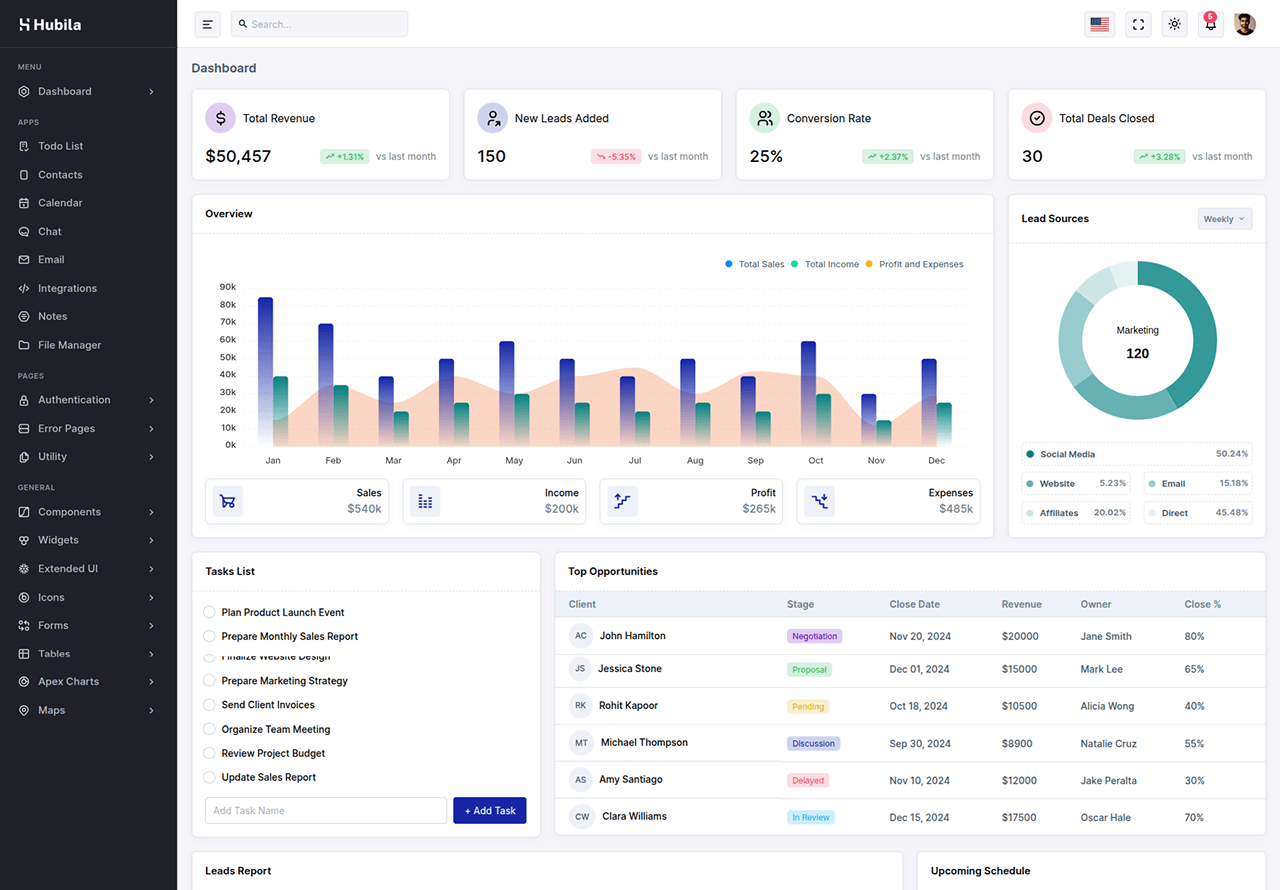 Hubila
Search...
5
MENU
Dashboard
APPS
Todo List
Contacts
Calendar
Chat
Email
Integrations
Notes
File Manager
PAGES
Authentication
Error Pages
Utility
GENERAL
Components
Widgets
Extended UI
Icons
Forms
Tables
Apex Charts
Maps
Dashboard
$ Total Revenue
$50,457 +1.31% vs last month
New Leads Added
150 -5.35% vs last month
Conversion Rate
25% +2.37% vs last month
Total Deals Closed
30 +3.28% vs last month
Overview
Total Sales Total Income Profit and Expenses
90k
80k
70k
60k
50k
40k
30k
20k
10k
0k
Jan Feb Mar Apr May Jun Jul Aug Sep Oct Nov Dec
Sales
$540k
Income
$200k
Profit
$265k
Expenses
$485k
Lead Sources Weekly
Marketing
120
Social Media 50.24%
Website 5.23% Email 15.18%
Affiliates 20.02% Direct 45.48%
Tasks List
Plan Product Launch Event
Prepare Monthly Sales Report
Finalize Website Design
Prepare Marketing Strategy
Send Client Invoices
Organize Team Meeting
Review Project Budget
Update Sales Report
Add Task Name + Add Task
Top Opportunities
Client Stage Close Date Revenue Owner Close %
AC John Hamilton Negotiation Nov 20, 2024 $20000 Jane Smith 80%
JS Jessica Stone Proposal Dec 01, 2024 $15000 Mark Lee 65%
RK Rohit Kapoor Pending Oct 18, 2024 $10500 Alicia Wong 40%
MT Michael Thompson Discussion Sep 30, 2024 $8900 Natalie Cruz 55%
AS Amy Santiago Delayed Nov 10, 2024 $12000 Jake Peralta 30%
CW Clara Williams In Review Dec 15, 2024 $17500 Oscar Hale 70%
Leads Report
Upcoming Schedule